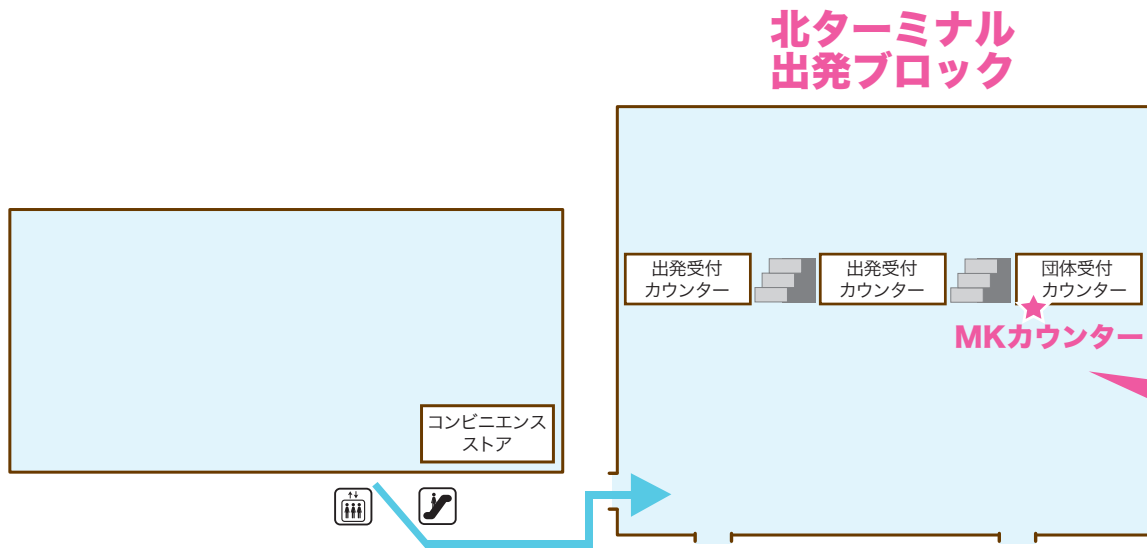 北ターミナル
出発ブロック
出発受付
カウンター
出発受付
カウンター
団体受付
カウンター
MKカウンター
コンビニエンス
ストア